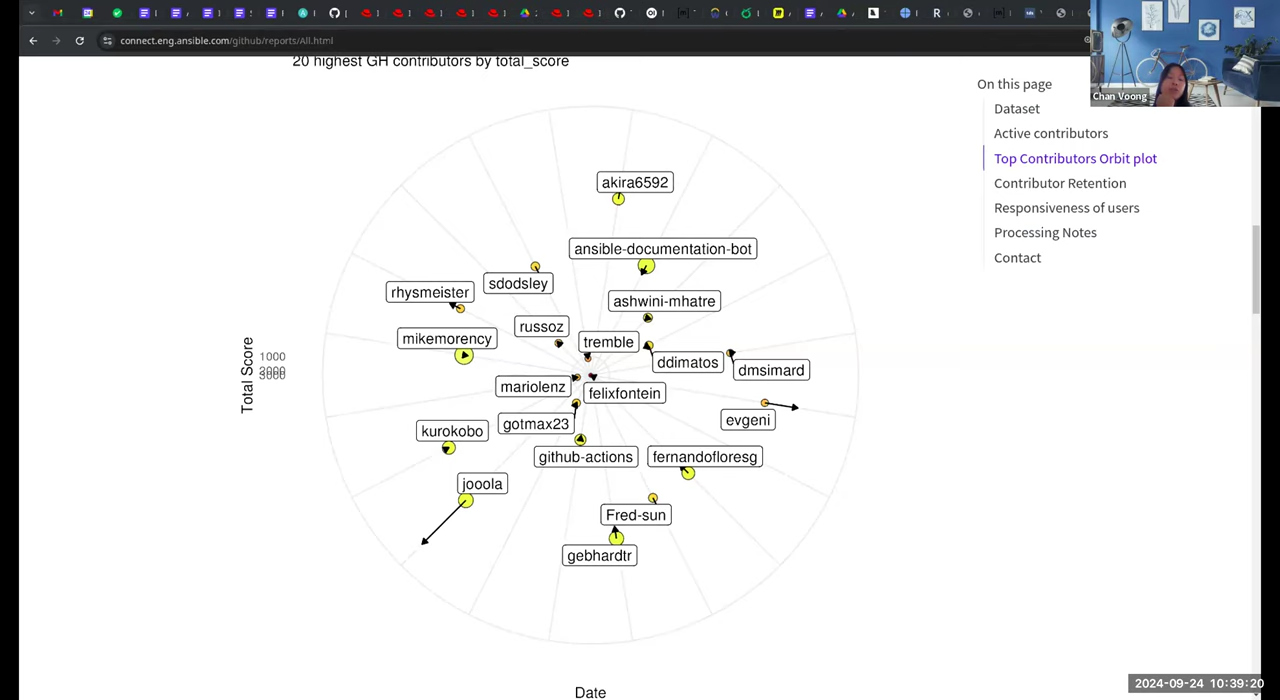 connect.eng.ansible.com/github/reports/All.html
Chan Voong
20 highest GH contributors by total_score
On this page
Dataset
Active contributors
Top Contributors Orbit plot
Contributor Retention
Responsiveness of users
Processing Notes
Contact
akira6592
ansible-documentation-bot
sdodsley
rhysmeister
ashwini-mhatre
russoz
mikemorency
tremble
ddimatos
dmsimard
Total Score
1000
3000
mariolenz
felixfontein
gotmax23
evgeni
kurokobo
github-actions
fernandofloresg
jooola
Fred-sun
gebhardtr
Date
2024-09-24 10:39:20